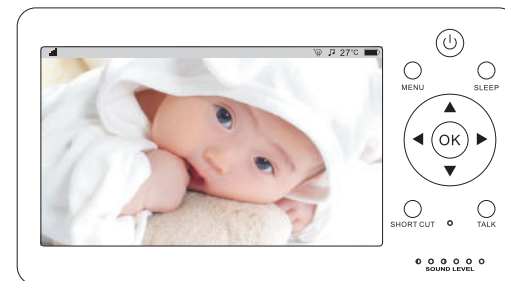 27°C
MENU
SLEEP
OK
SHORT CUT
TALK
SOUND LEVEL